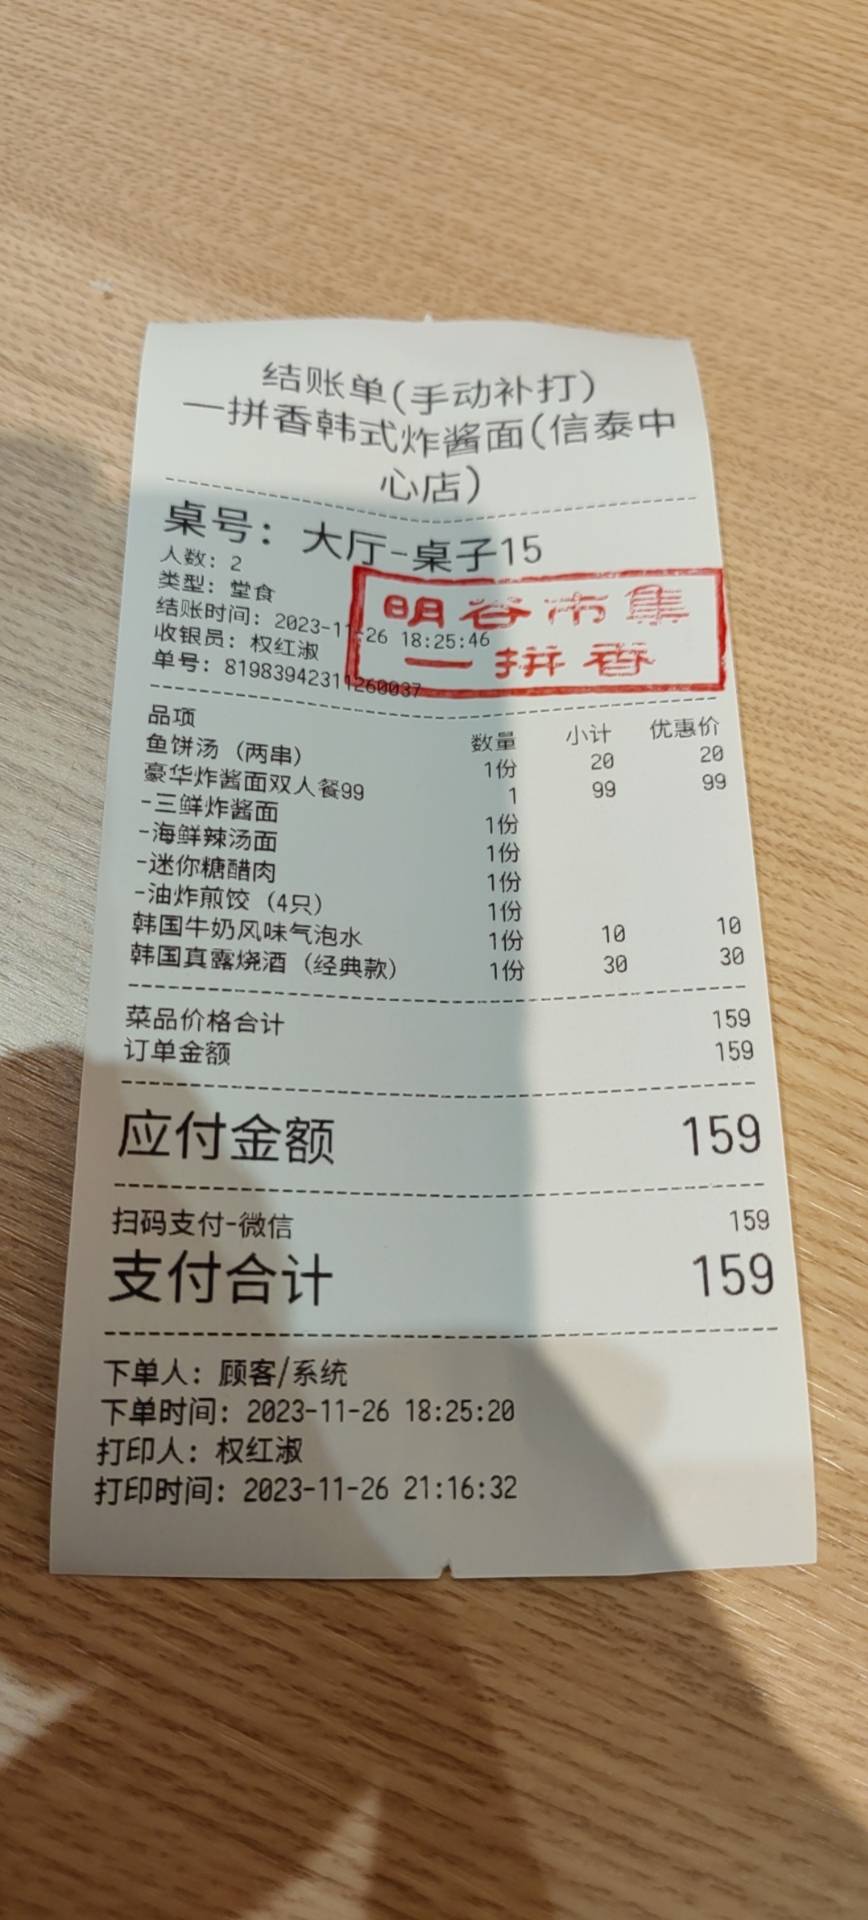 结账单(手动补打)
一拼香韩式炸酱面(信泰中
心店)
桌号: 大厅-桌子15
人数: 2
类型: 堂食
结账时间: 2023-11-26 18:25:46
收银员: 权红淑
单号: 819839423112600​37
明谷市集
一拼香
品项 数量 小计 优惠价
鱼饼汤 (两串) 1份 20 20
豪华炸酱面双人餐99 1 99 99
-三鲜炸酱面 1份
-海鲜辣汤面 1份
-迷你糖醋肉 1份
-油炸煎饺 (4只) 1份
韩国牛奶风味气泡水 1份 10 10
韩国真露烧酒 (经典款) 1份 30 30
菜品价格合计 159
订单金额 159
应付金额 159
扫码支付-微信 159
支付合计 159
下单人: 顾客/系统
下单时间: 2023-11-26 18:25:20
打印人: 权红淑
打印时间: 2023-11-26 21:16:32